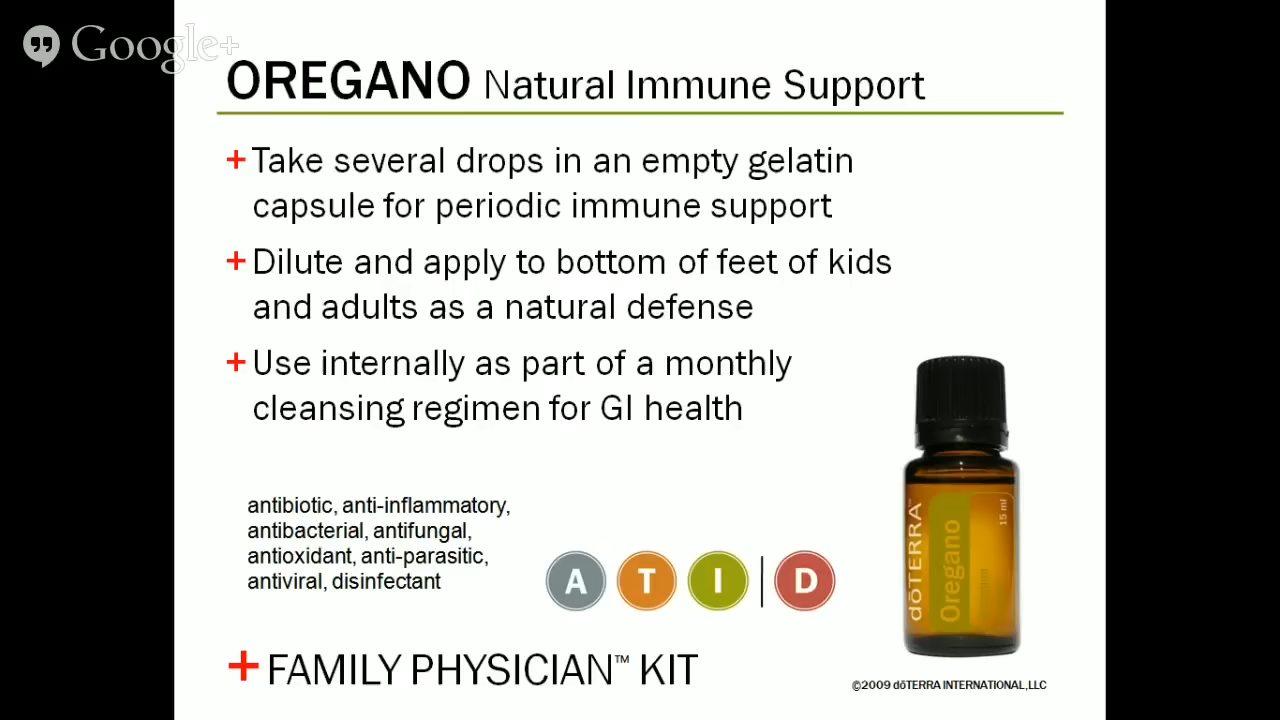 Google+
OREGANO Natural Immune Support
+ Take several drops in an empty gelatin
capsule for periodic immune support
+ Dilute and apply to bottom of feet of kids
and adults as a natural defense
+ Use internally as part of a monthly
cleansing regimen for GI health
antibiotic, anti-inflammatory,
antibacterial, antifungal,
antioxidant, anti-parasitic,
antiviral, disinfectant
A T I | D
dōTERRA™
Oregano
15 ml
+ FAMILY PHYSICIAN™ KIT
©2009 dōTERRA INTERNATIONAL,LLC